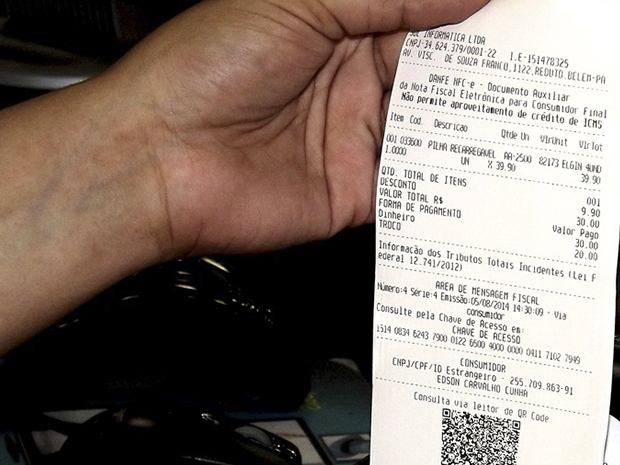 SOL INFORMATICA LTDA
CNPJ-34.624.379/0001-22 I.E-151478325
AV. VISC. DE SOUZA FRANCO,1122,REDUTO,BELEM-PA
DANFE NFC-e - Documento Auxiliar
da Nota Fiscal Eletrônica para Consumidor Final
Não permite aproveitamento de crédito de ICMS
Item Cod. Descricao Qtde Un VlrUnit VlrTot
001 033600 PILHA RECARREGAVEL AA-2500 82173 ELGIN 4UND
1.0000 UN X 39.90 39.90
QTD. TOTAL DE ITENS 001
DESCONTO 9.90
VALOR TOTAL R$ 30.00
FORMA DE PAGAMENTO Valor Pago
Dinheiro 30.00
TROCO 20.00
Informação dos Tributos Totais Incidentes (Lei F
ederal 12.741/2012)
AREA DE MENSAGEM FISCAL
Número:4 Série:4 Emissão:05/08/2014 14:30:09 - Via
consumidor
Consulte pela Chave de Acesso em:
CHAVE DE ACESSO
1514 0834 6243 7900 0122 6500 4000 0000 0411 7102 7949
CONSUMIDOR
CNPJ/CPF/ID Estrangeiro - 255.709.863-91
EDSON CARVALHO CUNHA
Consulta via leitor de QR Code